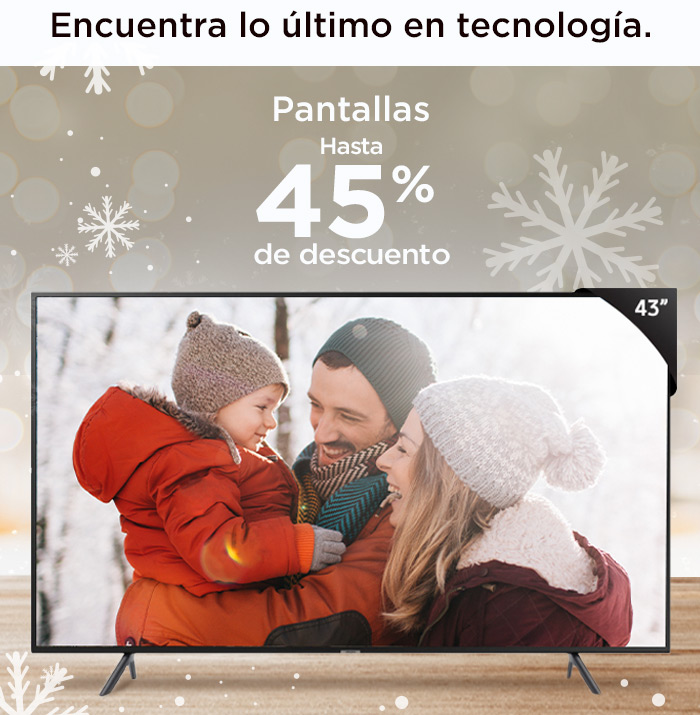 Encuentra lo último en tecnología.
Pantallas
Hasta
45%
de descuento
43”